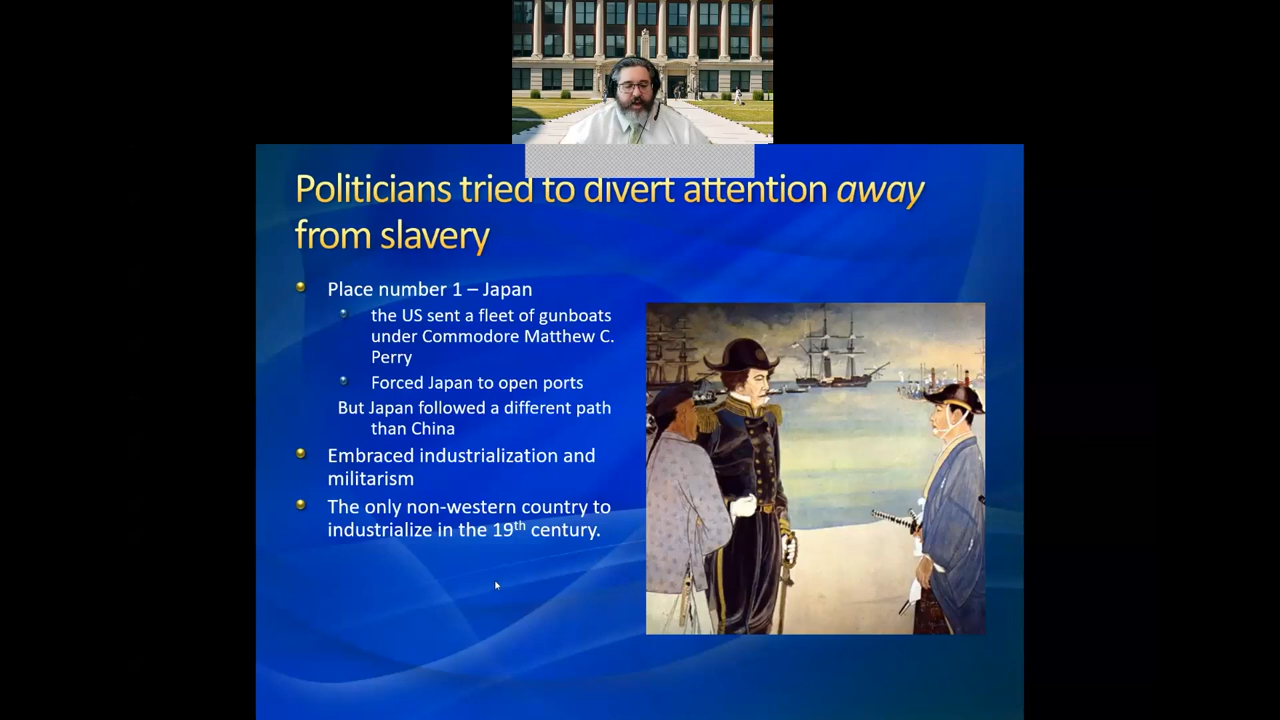 Politicians tried to divert attention away
from slavery
Place number 1 – Japan
the US sent a fleet of gunboats
under Commodore Matthew C.
Perry
Forced Japan to open ports
But Japan followed a different path
than China
Embraced industrialization and
militarism
The only non-western country to
industrialize in the 19th century.